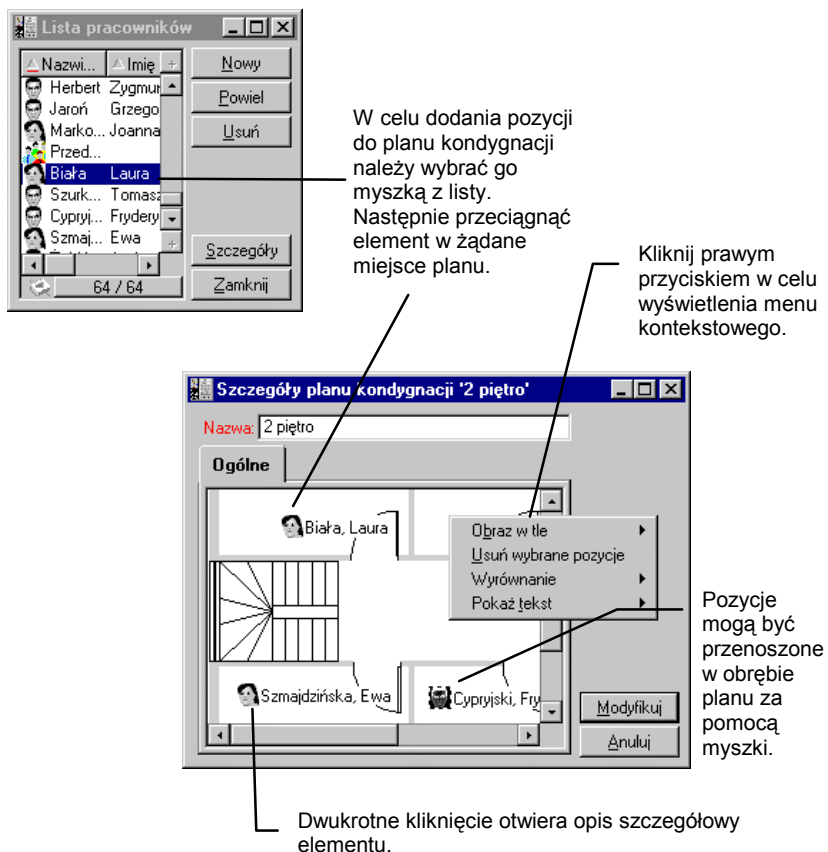 Lista pracowników
Nazwi... Imię
Herbert Zygmur
Jaroń Grzego
Marko... Joanna
Przed...
Biała Laura
Szurk... Tomasz
Cypryj... Frydery
Szmaj... Ewa
64 / 64
Nowy
Powiel
Usuń
Szczegóły
Zamknij
W celu dodania pozycji
do planu kondygnacji
należy wybrać go
myszką z listy.
Następnie przeciągnąć
element w żądane
miejsce planu.
Kliknij prawym
przyciskiem w celu
wyświetlenia menu
kontekstowego.
Szczegóły planu kondygnacji '2 piętro'
Nazwa: 2 piętro
Ogólne
Biała, Laura
Obraz w tle
Usuń wybrane pozycje
Wyrównanie
Pokaż tekst
Szmajdzińska, Ewa
Cypryjski, Fry
Modyfikuj
Anuluj
Pozycje
mogą być
przenoszone
w obrębie
planu za
pomocą
myszki.
Dwukrotne kliknięcie otwiera opis szczegółowy
elementu.